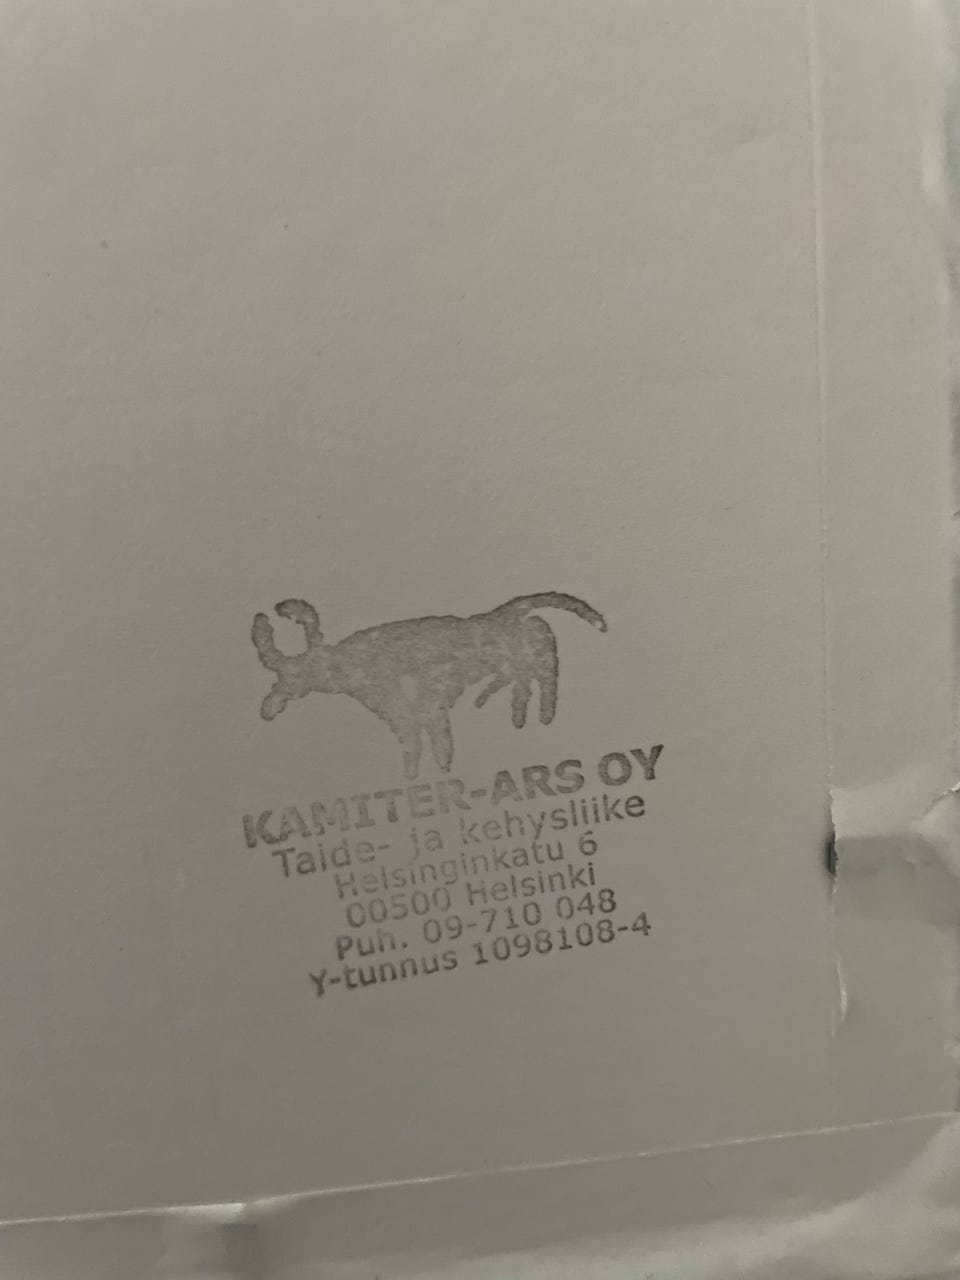 KAMITER-ARS OY
Taide- ja kehysliike
Helsinginkatu 6
00500 Helsinki
Puh. 09-710 048
Y-tunnus 1098108-4